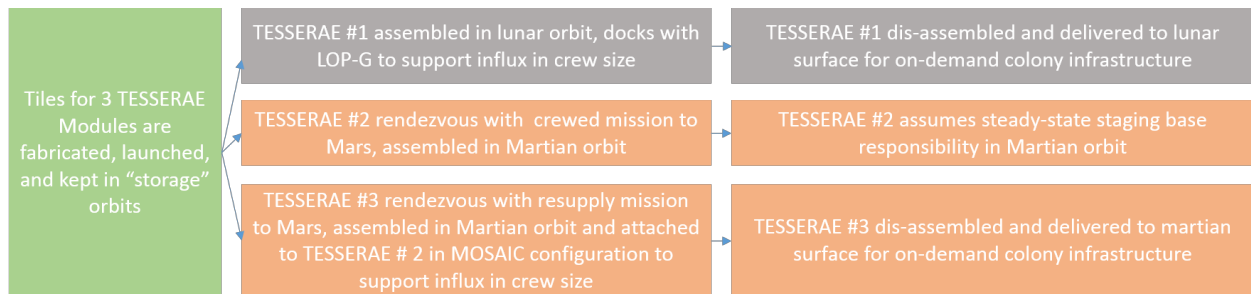 Tiles for 3 TESSERAE
Modules are
fabricated, launched,
and kept in “storage”
orbits
TESSERAE #1 assembled in lunar orbit, docks with
LOP-G to support influx in crew size
TESSERAE #1 dis-assembled and delivered to lunar
surface for on-demand colony infrastructure
TESSERAE #2 rendezvous with crewed mission to
Mars, assembled in Martian orbit
TESSERAE #2 assumes steady-state staging base
responsibility in Martian orbit
TESSERAE #3 rendezvous with resupply mission
to Mars, assembled in Martian orbit and attached
to TESSERAE # 2 in MOSAIC configuration to
support influx in crew size
TESSERAE #3 dis-assembled and delivered to martian
surface for on-demand colony infrastructure